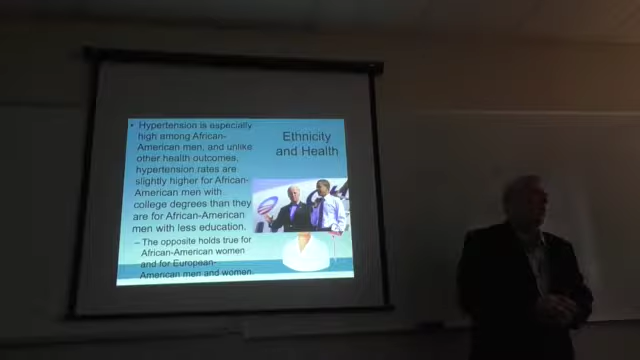 Ethnicity
and Health
• Hypertension is especially
high among African-
American men, and unlike
other health outcomes,
hypertension rates are
slightly higher for African-
American men with
college degrees than they
are for African-American
men with less education.
– The opposite holds true for
African-American women
and for European-
American men and women.